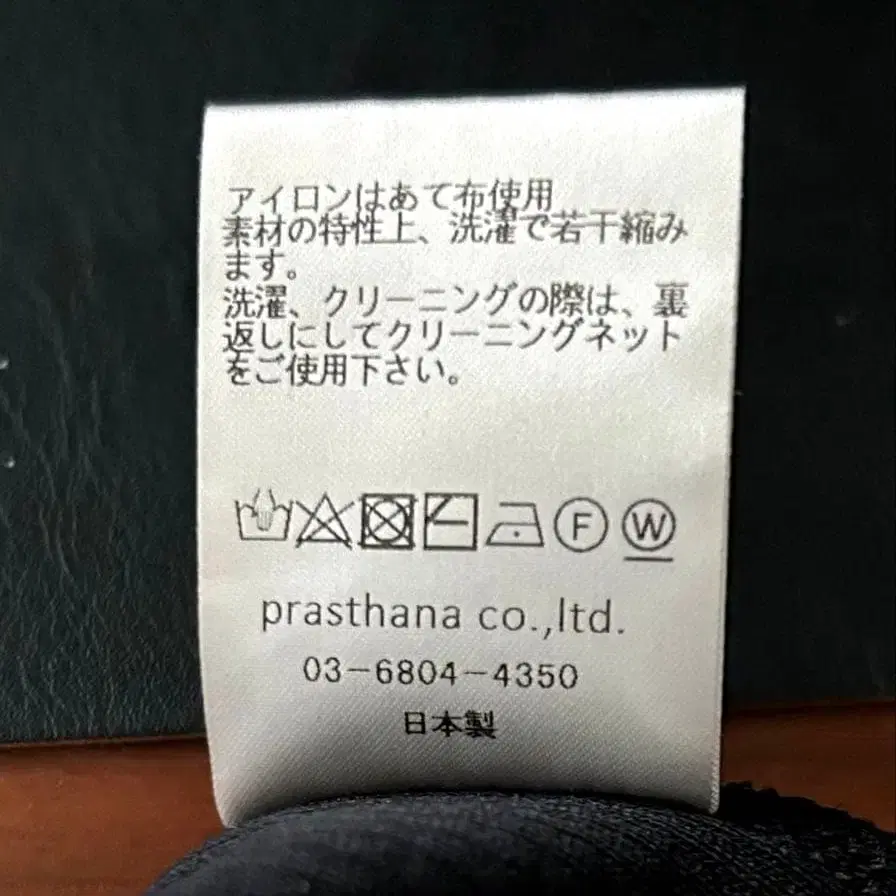 アイロンはあて布使用
素材の特性上、洗濯で若干縮み
ます。
洗濯、クリーニングの際は、裏
返しにしてクリーニングネット
をご使用下さい。
F W
prasthana co.,ltd.
03-6804-4350
日本製